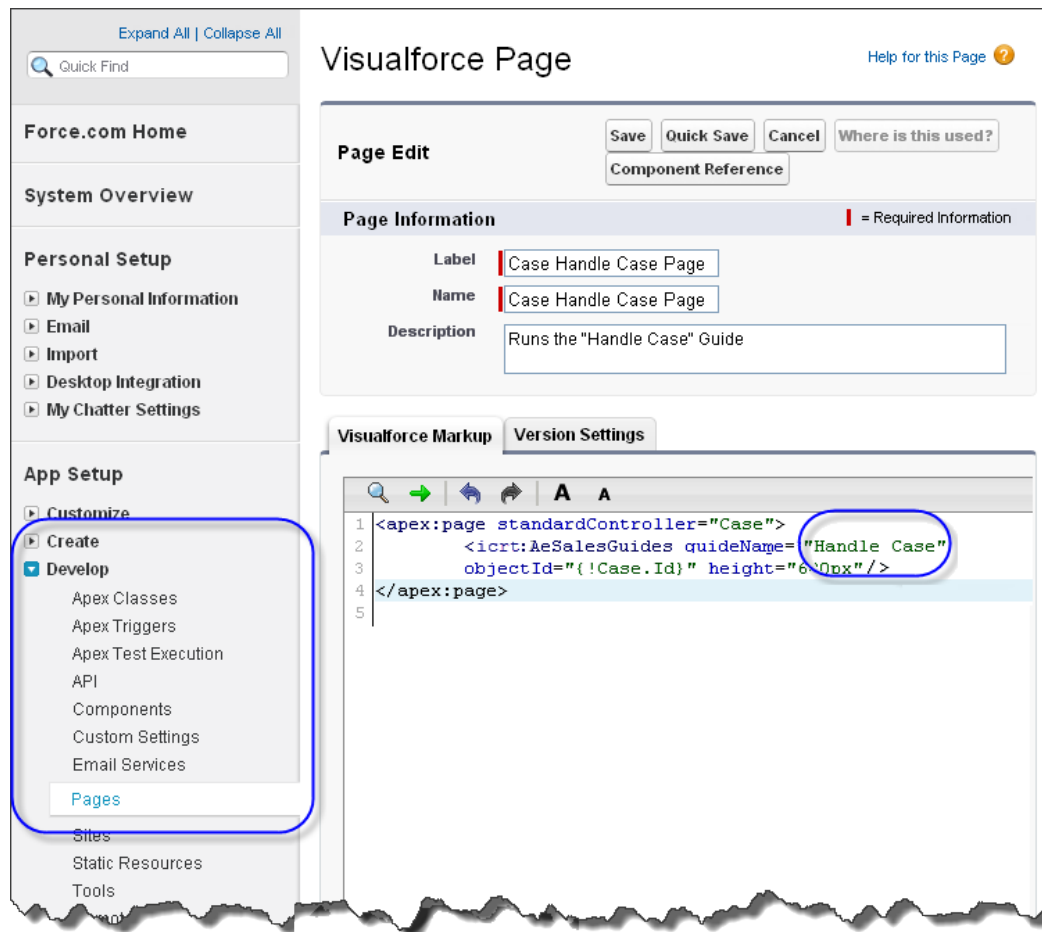 Expand All | Collapse All
Quick Find
Force.com Home
System Overview
Personal Setup
My Personal Information
Email
Import
Desktop Integration
My Chatter Settings
App Setup
Customize
Create
Develop
Apex Classes
Apex Triggers
Apex Test Execution
API
Components
Custom Settings
Email Services
Pages
Sites
Static Resources
Tools
Visualforce Page
Help for this Page ?
Page Edit
Save Quick Save Cancel Where is this used?
Component Reference
Page Information
= Required Information
Label Case Handle Case Page
Name Case Handle Case Page
Description Runs the "Handle Case" Guide
Visualforce Markup Version Settings
A A
1 <apex:page standardController="Case">
2 <icrt:AeSalesGuides guideName="Handle Case"
3 objectId="{!Case.Id}" height="
4 </apex:page>
5